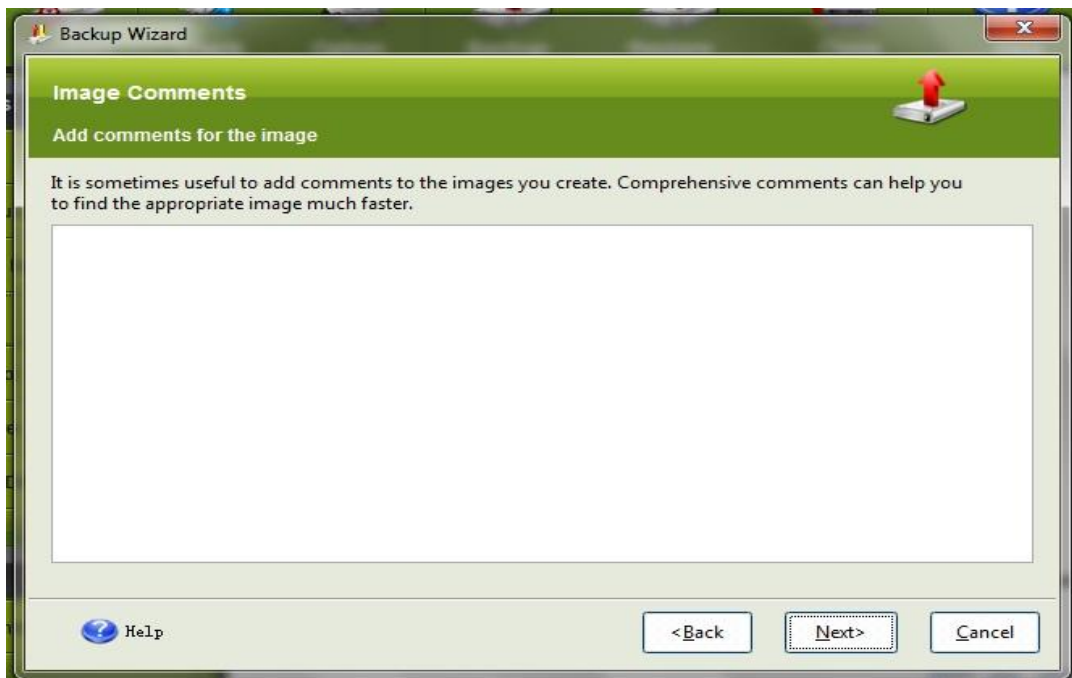 Backup Wizard
Image Comments
Add comments for the image
It is sometimes useful to add comments to the images you create. Comprehensive comments can help you
to find the appropriate image much faster.
Help
<Back
Next>
Cancel